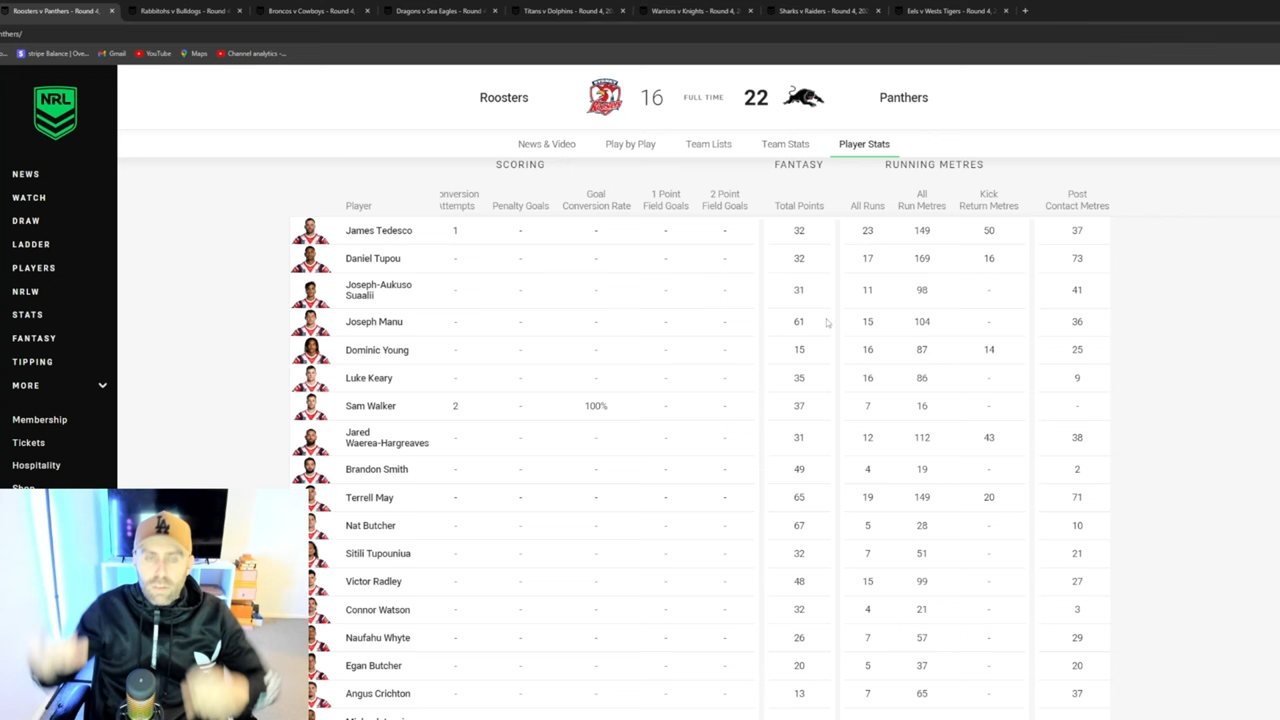 Roosters v Panthers - Round 4,
Rabbitohs v Bulldogs - Round 4
Broncos v Cowboys - Round 4, 2
Dragons v Sea Eagles - Round 4,
Titans v Dolphins - Round 4, 202
Warriors v Knights - Round 4, 2
Sharks v Raiders - Round 4, 202
Eels v Wests Tigers - Round 4, 2
nthers/
stripe Balance | Ove...
Gmail
YouTube
Maps
Channel analytics -...
NRL
Roosters
16
FULL TIME
22
Panthers
News & Video
Play by Play
Team Lists
Team Stats
Player Stats
NEWS
WATCH
DRAW
LADDER
PLAYERS
NRLW
STATS
FANTASY
TIPPING
MORE
Membership
Tickets
Hospitality
Shop
SCORING FANTASY RUNNING METRES
Player
onversion
Attempts
Penalty Goals
Goal
Conversion Rate
1 Point
Field Goals
2 Point
Field Goals
Total Points
All Runs
All
Run Metres
Kick
Return Metres
Post
Contact Metres
James Tedesco 1 - - - - 32 23 149 50 37
Daniel Tupou - - - - - 32 17 169 16 73
Joseph-Aukuso
Suaalii - - - - - 31 11 98 - 41
Joseph Manu - - - - - 61 15 104 - 36
Dominic Young - - - - - 15 16 87 14 25
Luke Keary - - - - - 35 16 86 - 9
Sam Walker 2 - 100% - - 37 7 16 - -
Jared
Waerea-Hargreaves - - - - - 31 12 112 43 38
Brandon Smith - - - - - 49 4 19 - 2
Terrell May - - - - - 65 19 149 20 71
Nat Butcher - - - - - 67 5 28 - 10
Sitili Tupouniua - - - - - 32 7 51 - 21
Victor Radley - - - - - 48 15 99 - 27
Connor Watson - - - - - 32 4 21 - 3
Naufahu Whyte - - - - - 26 7 57 - 29
Egan Butcher - - - - - 20 5 37 - 20
Angus Crichton - - - - - 13 7 65 - 37
LA